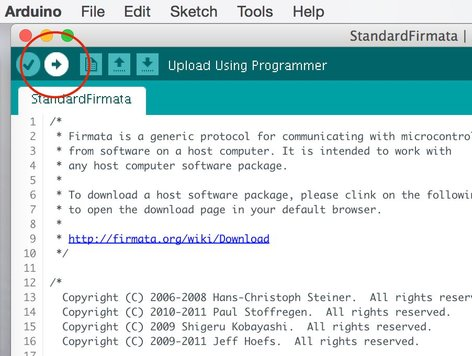 Arduino File Edit Sketch Tools Help
StandardFirmata |
Upload Using Programmer
StandardFirmata
1 /*
2 * Firmata is a generic protocol for communicating with microcontrol
3 * from software on a host computer. It is intended to work with
4 * any host computer software package.
5 *
6 * To download a host software package, please clink on the followin
7 * to open the download page in your default browser.
8 *
9 * http://firmata.org/wiki/Download
10 */
11
12 /*
13 Copyright (C) 2006-2008 Hans-Christoph Steiner. All rights reserv
14 Copyright (C) 2010-2011 Paul Stoffregen. All rights reserved.
15 Copyright (C) 2009 Shigeru Kobayashi. All rights reserved.
16 Copyright (C) 2009-2011 Jeff Hoefs. All rights reserved.